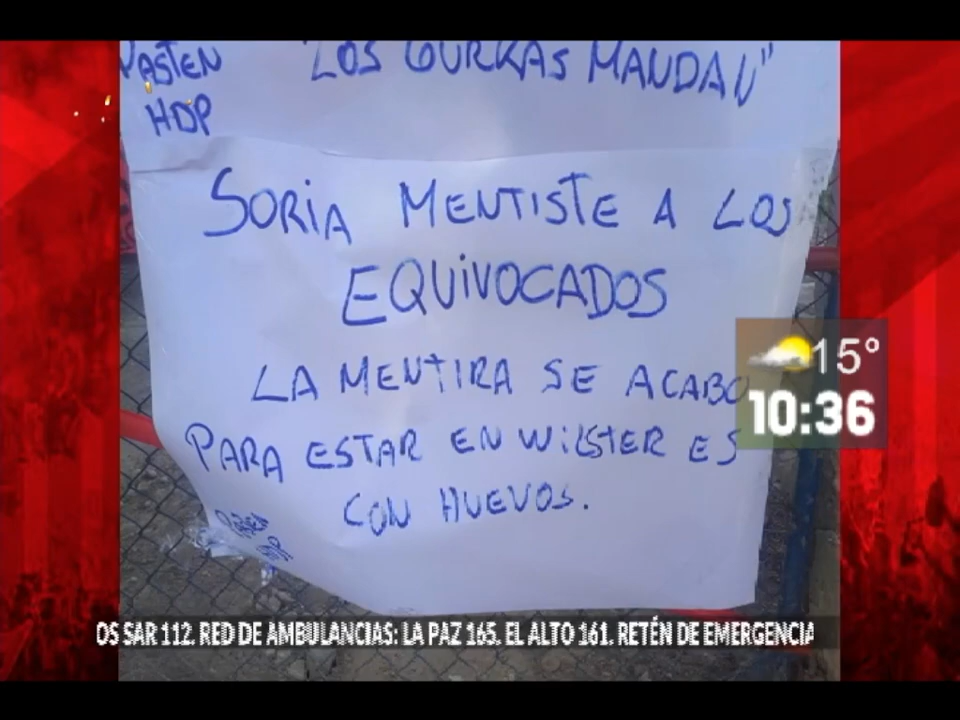 PASTEN "LOS GURKAS MANDAN"
HDP
SORIA MENTISTE A LOS
EQUIVOCADOS
LA MENTIRA SE ACABO
PARA ESTAR EN WILSTER ES
CON HUEVOS.
15°
10:36
OS SAR 112. RED DE AMBULANCIAS: LA PAZ 165. EL ALTO 161. RETÉN DE EMERGENCIA